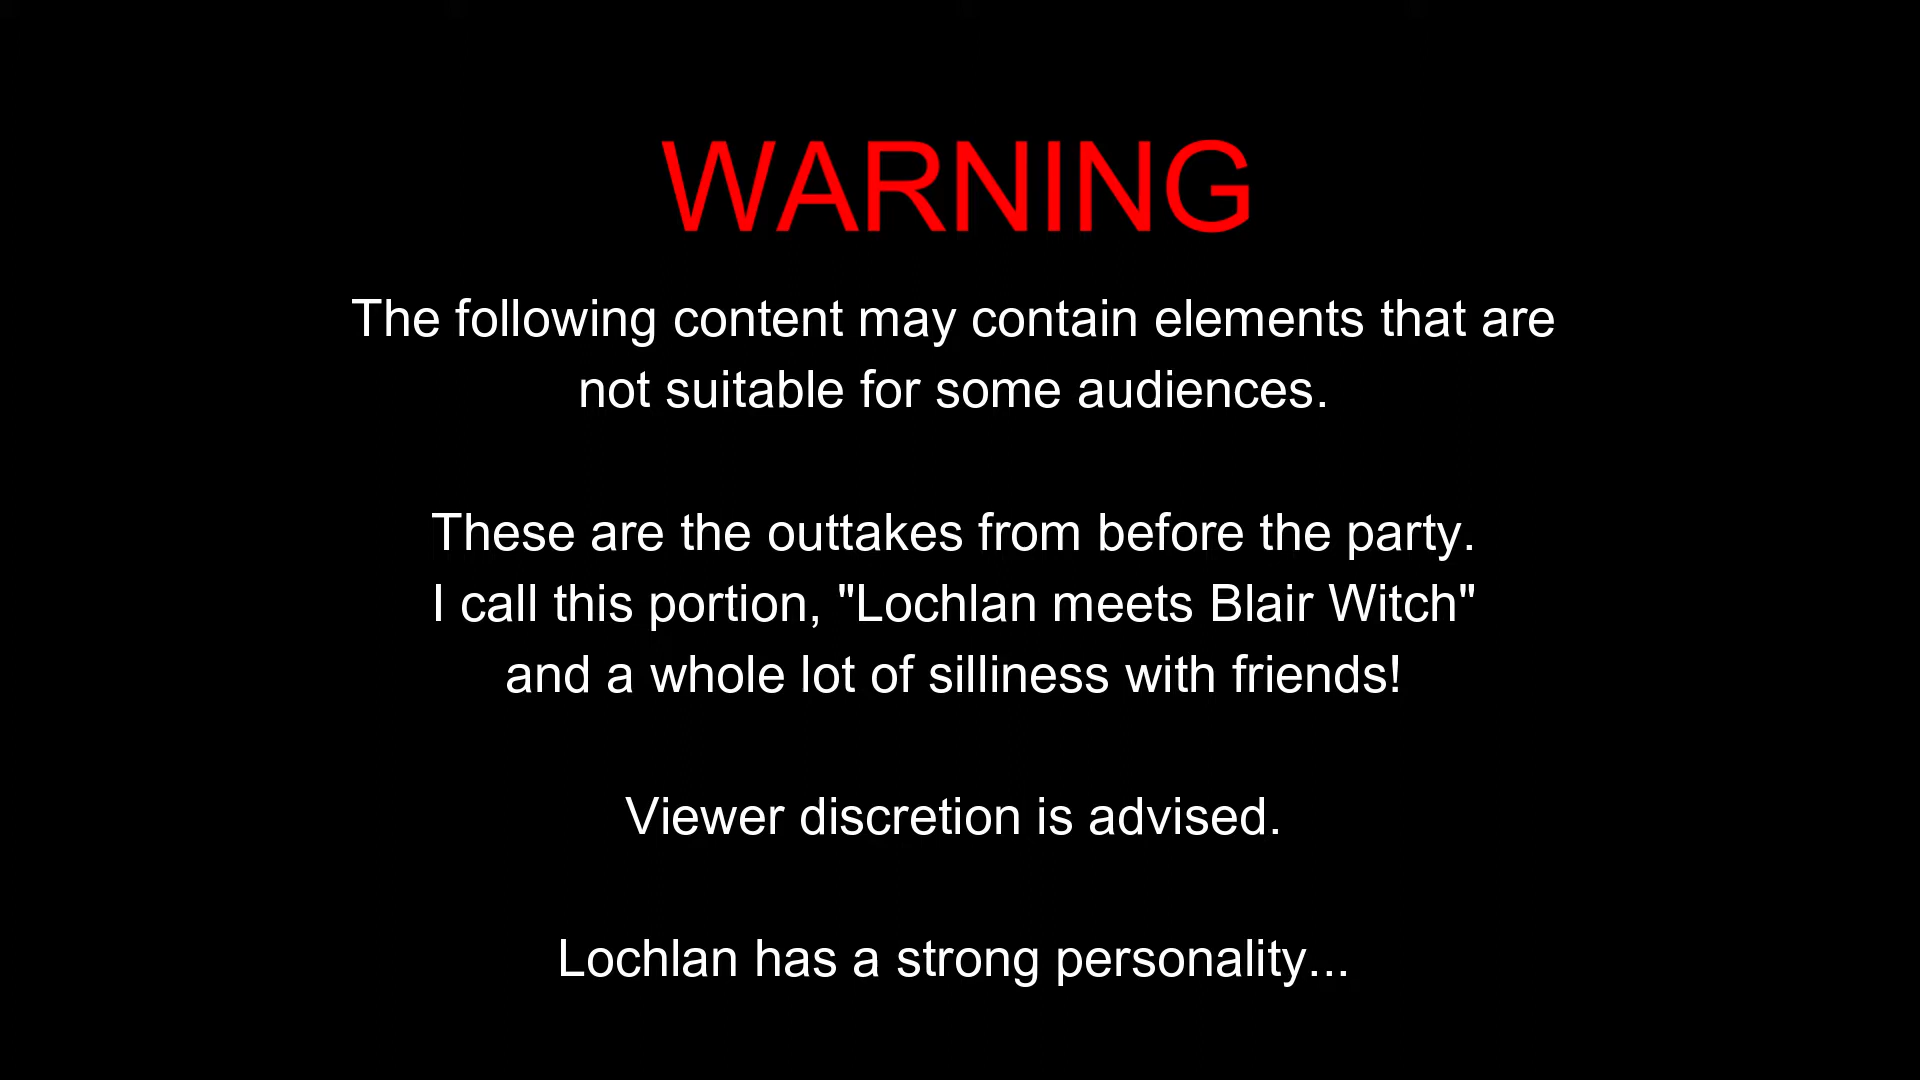 WARNING
The following content may contain elements that are
not suitable for some audiences.
These are the outtakes from before the party.
I call this portion, "Lochlan meets Blair Witch"
and a whole lot of silliness with friends!
Viewer discretion is advised.
Lochlan has a strong personality...